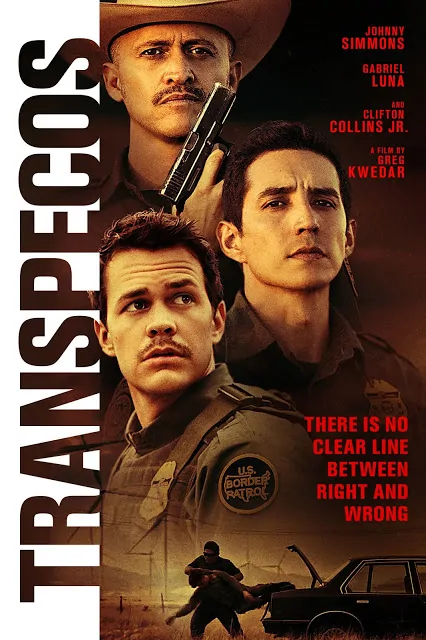 TRANSPECOS
JOHNNY
SIMMONS
GABRIEL
LUNA
AND
CLIFTON
COLLINS JR.
A FILM BY
GREG
KWEDAR
THERE IS NO
CLEAR LINE
BETWEEN
RIGHT AND
WRONG
U.S.
BORDER
PATROL